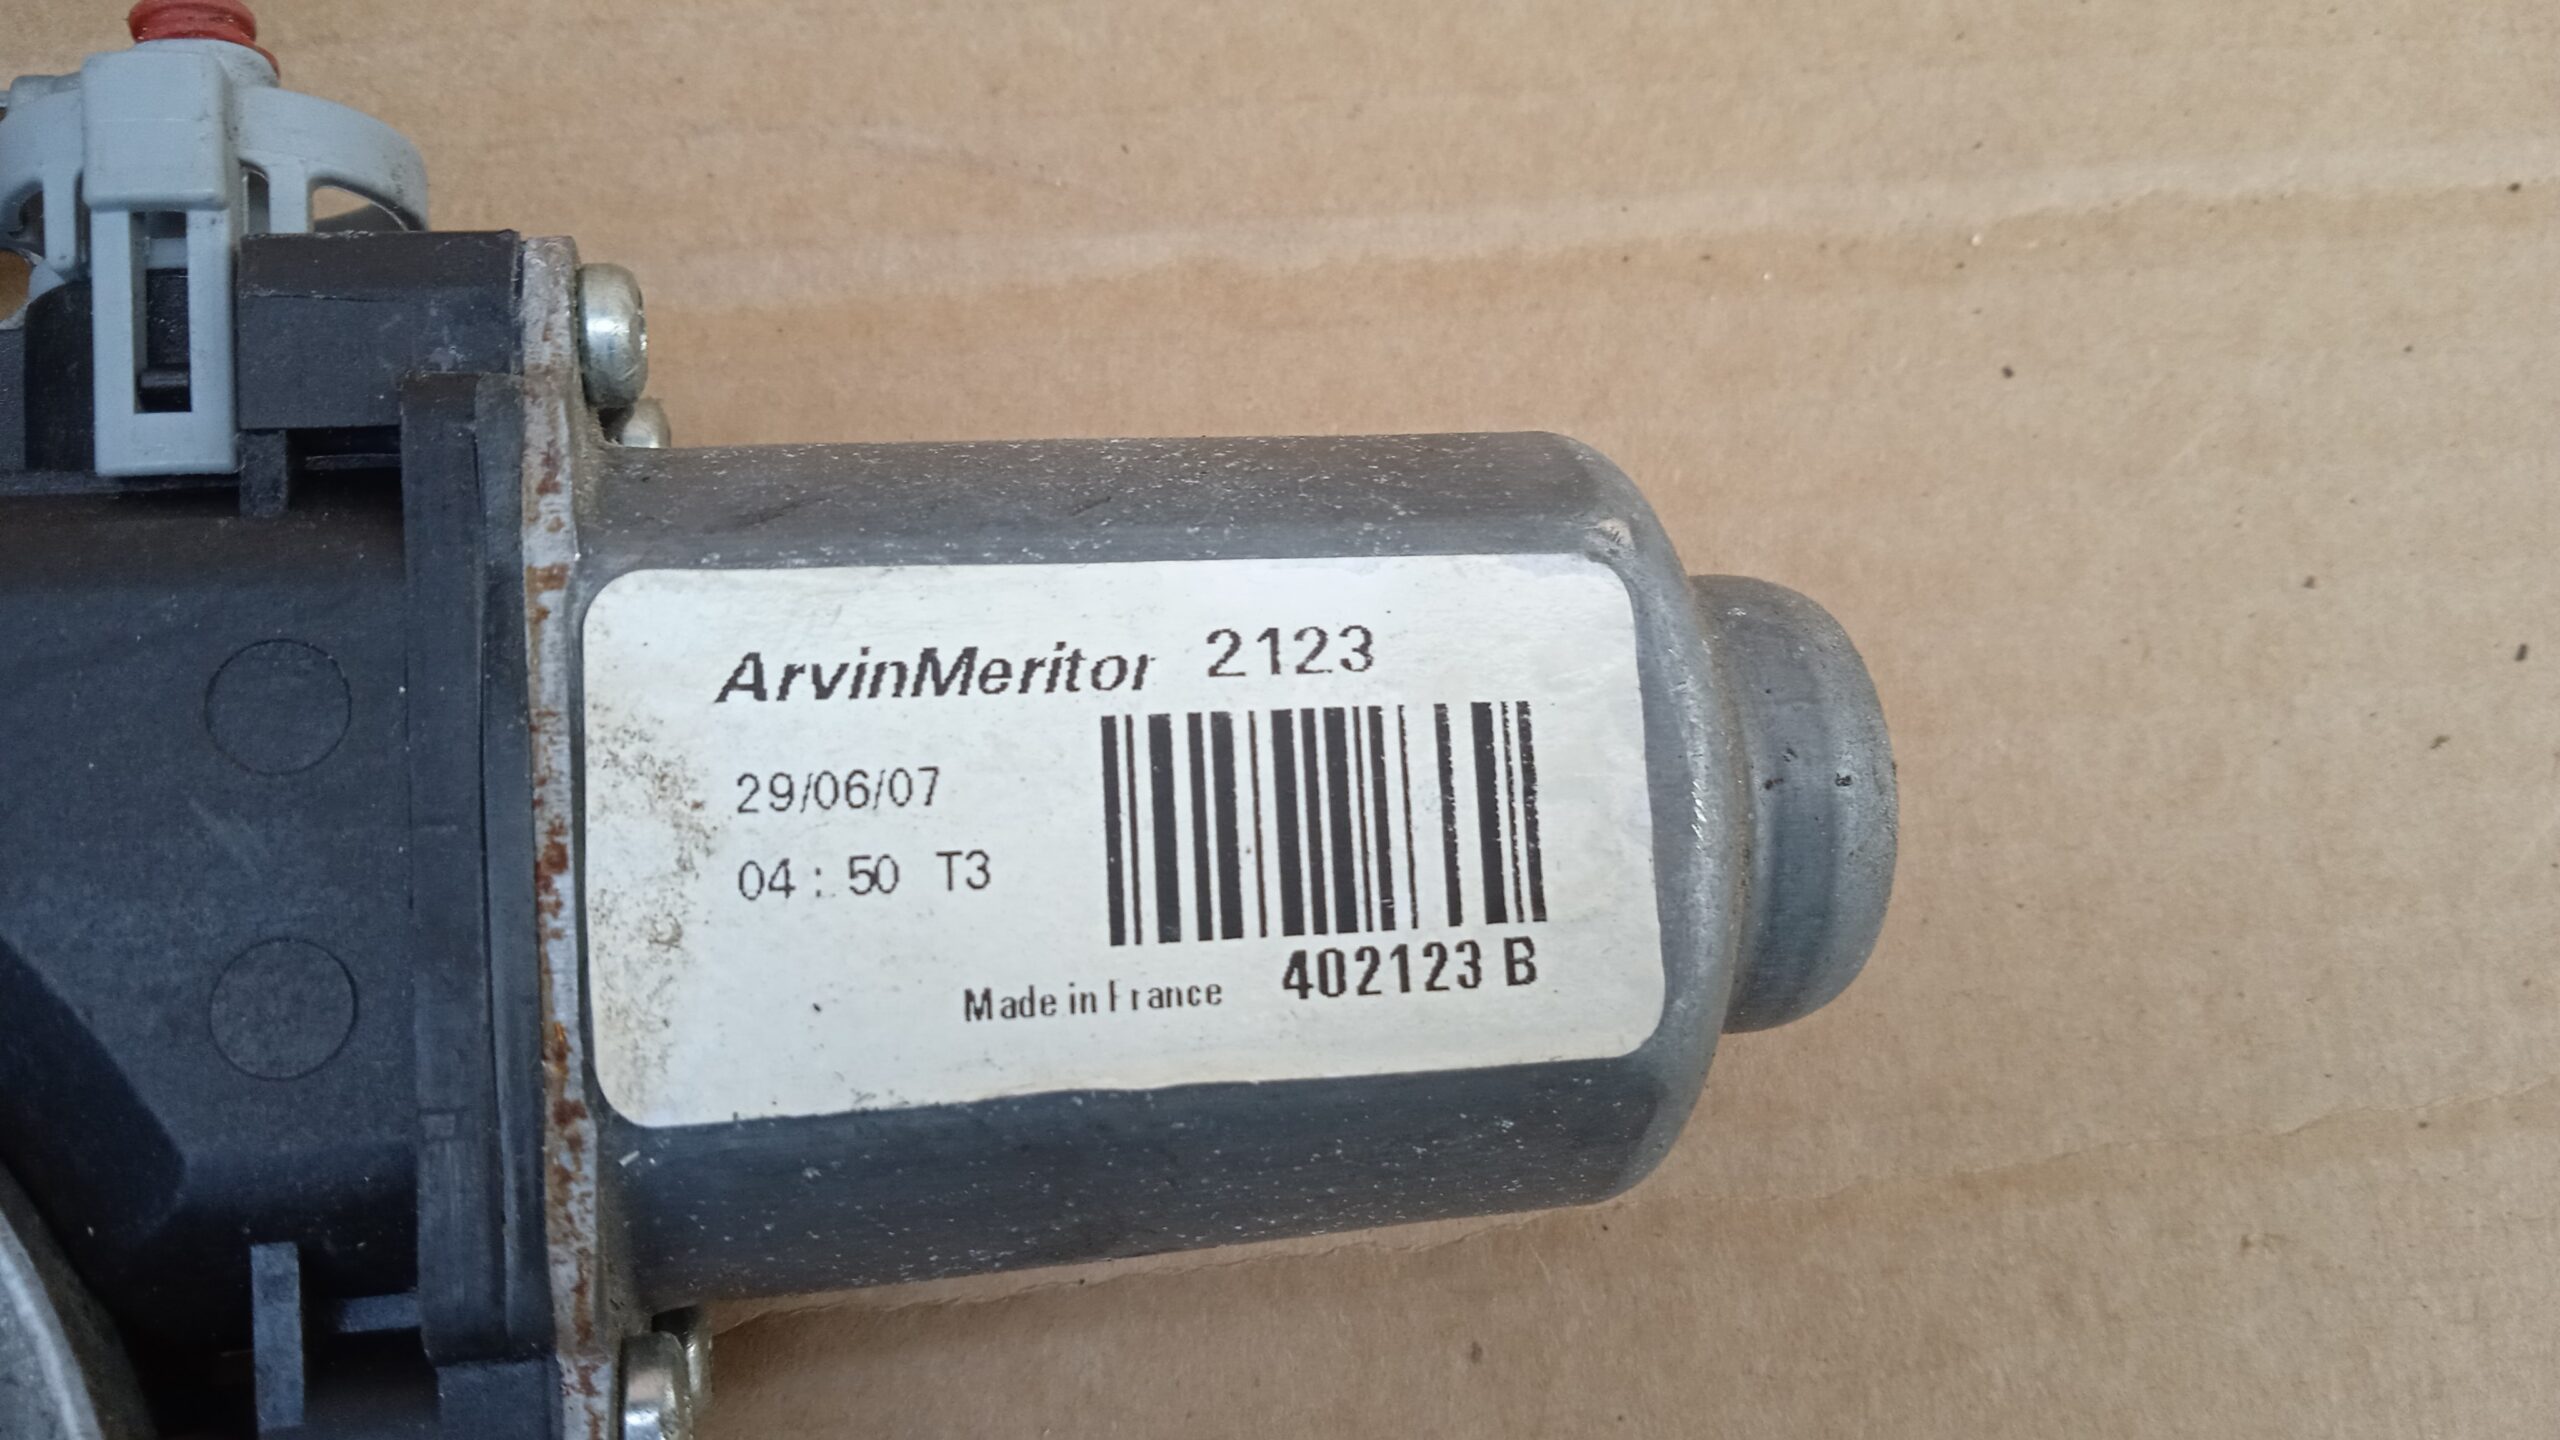 ArvinMeritor 2123
29/06/07
04 : 50 T3
Made in France 402123 B